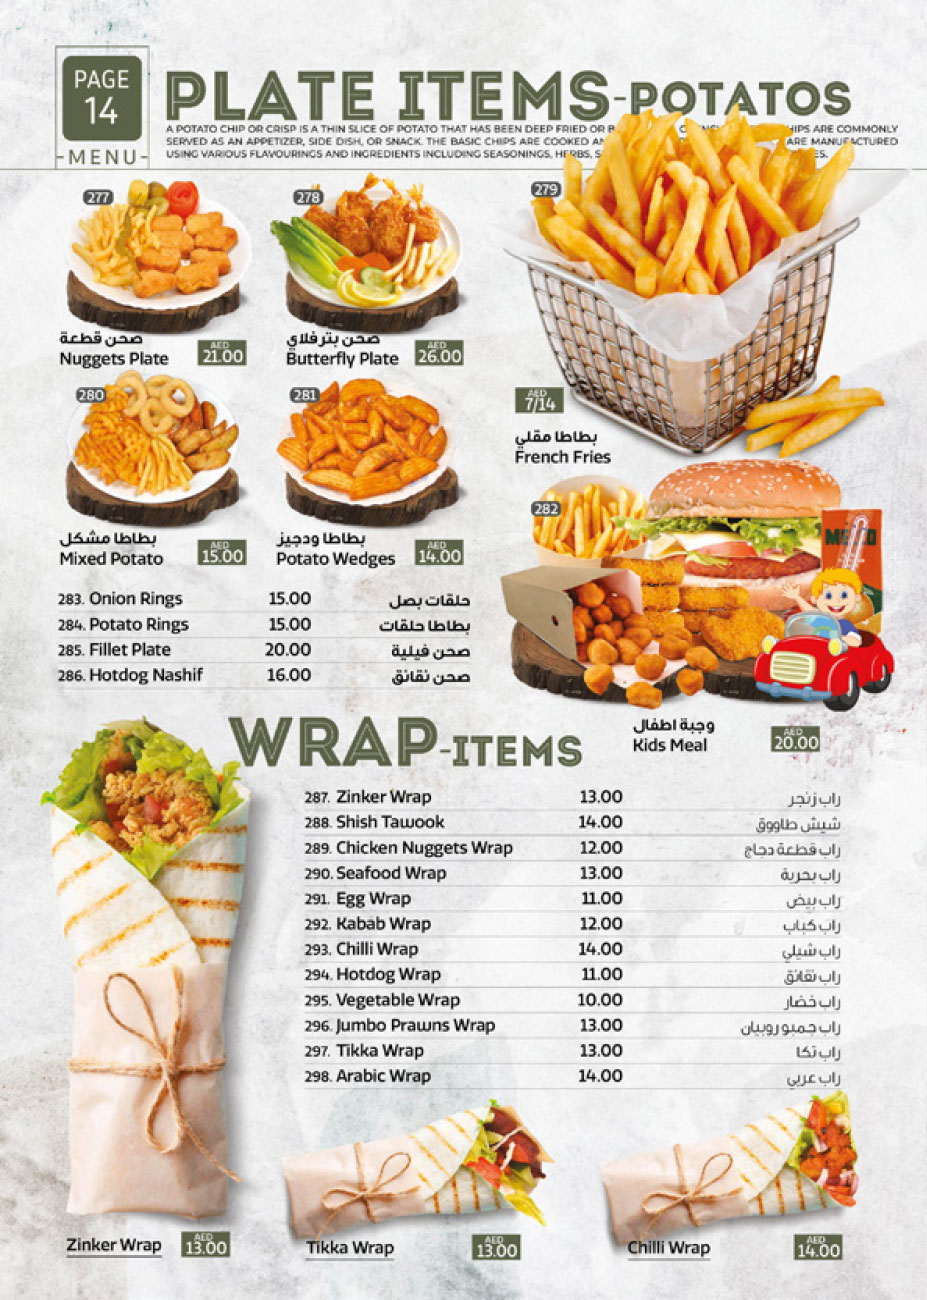 PAGE
14
-MENU-
PLATE ITEMS-POTATOS
A POTATO CHIP OR CRISP IS A THIN SLICE OF POTATO THAT HAS BEEN DEEP FRIED OR B CHIPS ARE COMMONLY
SERVED AS AN APPETIZER, SIDE DISH, OR SNACK. THE BASIC CHIPS ARE COOKED AN ARE MANUFACTURED
USING VARIOUS FLAVOURINGS AND INGREDIENTS INCLUDING SEASONINGS, HERBS, S
277
صحن قطعة
Nuggets Plate
AED
21.00
278
صحن بترفلاي
Butterfly Plate
AED
26.00
279
AED
7/14
بطاطا مقلي
French Fries
280
بطاطا مشكل
Mixed Potato
AED
15.00
281
بطاطا ودجيز
Potato Wedges
AED
14.00
282
وجبة اطفال
Kids Meal
AED
20.00
283. Onion Rings 15.00 حلقات بصل
284. Potato Rings 15.00 بطاطا حلقات
285. Fillet Plate 20.00 صحن فيلية
286. Hotdog Nashif 16.00 صحن نقانق
WRAP-ITEMS
287. Zinker Wrap 13.00 راب زنجر
288. Shish Tawook 14.00 شيش طاووق
289. Chicken Nuggets Wrap 12.00 راب قطعة دجاج
290. Seafood Wrap 13.00 راب بحرية
291. Egg Wrap 11.00 راب بيض
292. Kabab Wrap 12.00 راب كباب
293. Chilli Wrap 14.00 راب شيلي
294. Hotdog Wrap 11.00 راب نقانق
295. Vegetable Wrap 10.00 راب خضار
296. Jumbo Prawns Wrap 13.00 راب جمبو روبيان
297. Tikka Wrap 13.00 راب تكا
298. Arabic Wrap 14.00 راب عربي
Zinker Wrap
AED
13.00
Tikka Wrap
AED
13.00
Chilli Wrap
AED
14.00